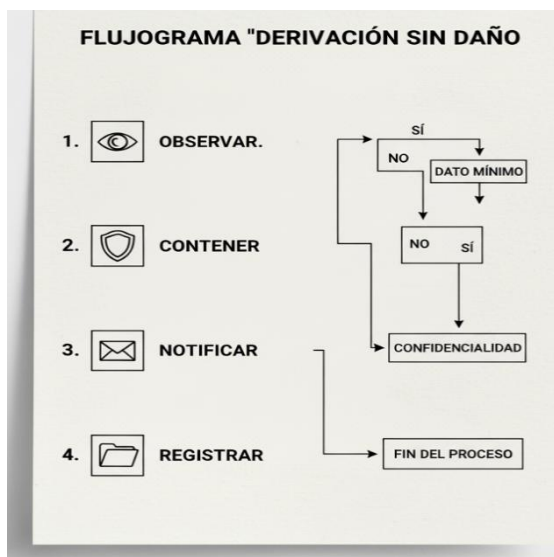 FLUJOGRAMA "DERIVACIÓN SIN DAÑO
1. OBSERVAR.
2. CONTENER
3. NOTIFICAR
4. REGISTRAR
SÍ
NO
DATO MÍNIMO
NO SÍ
CONFIDENCIALIDAD
FIN DEL PROCESO